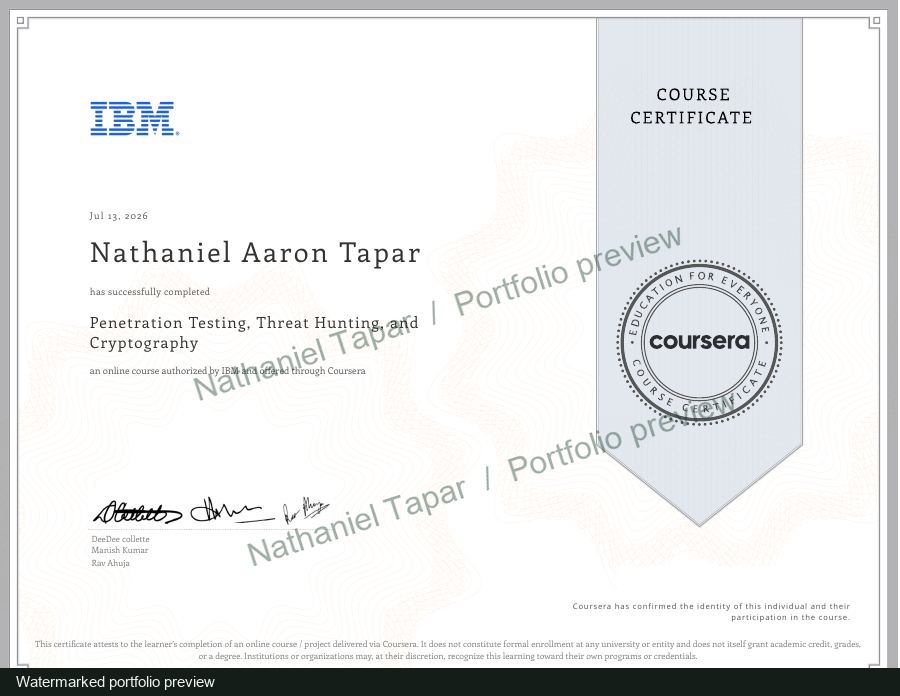 IBM
COURSE
CERTIFICATE
Jul 13, 2026
Nathaniel Aaron Tapar
has successfully completed
Penetration Testing, Threat Hunting, and
Cryptography
an online course authorized by IBM and offered through Coursera
EDUCATION FOR EVERYONE
coursera
COURSE CERTIFICATE
Nathaniel Tapar / Portfolio preview
Nathaniel Tapar / Portfolio preview
DeeDee collette
Manish Kumar
Rav Ahuja
Coursera has confirmed the identity of this individual and their
participation in the course.
This certificate attests to the learner's completion of an online course / project delivered via Coursera. It does not constitute formal enrollment at any university or entity and does not itself grant academic credit, grades,
or a degree. Institutions or organizations may, at their discretion, recognize this learning toward their own programs or credentials.
Watermarked portfolio preview